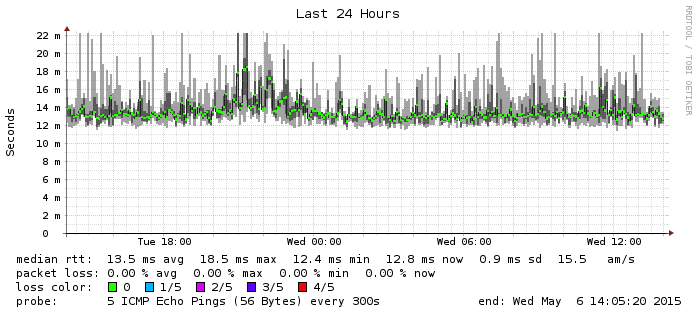 Last 24 Hours
RRDTOOL / TOBI OETIKER
Seconds
22 m
20 m
18 m
16 m
14 m
12 m
10 m
8 m
6 m
4 m
2 m
0
Tue 18:00 Wed 00:00 Wed 06:00 Wed 12:00
median rtt: 13.5 ms avg 18.5 ms max 12.4 ms min 12.8 ms now 0.9 ms sd 15.5 am/s
packet loss: 0.00 % avg 0.00 % max 0.00 % min 0.00 % now
loss color: 0 1/5 2/5 3/5 4/5
probe: 5 ICMP Echo Pings (56 Bytes) every 300s end: Wed May 6 14:05:20 2015